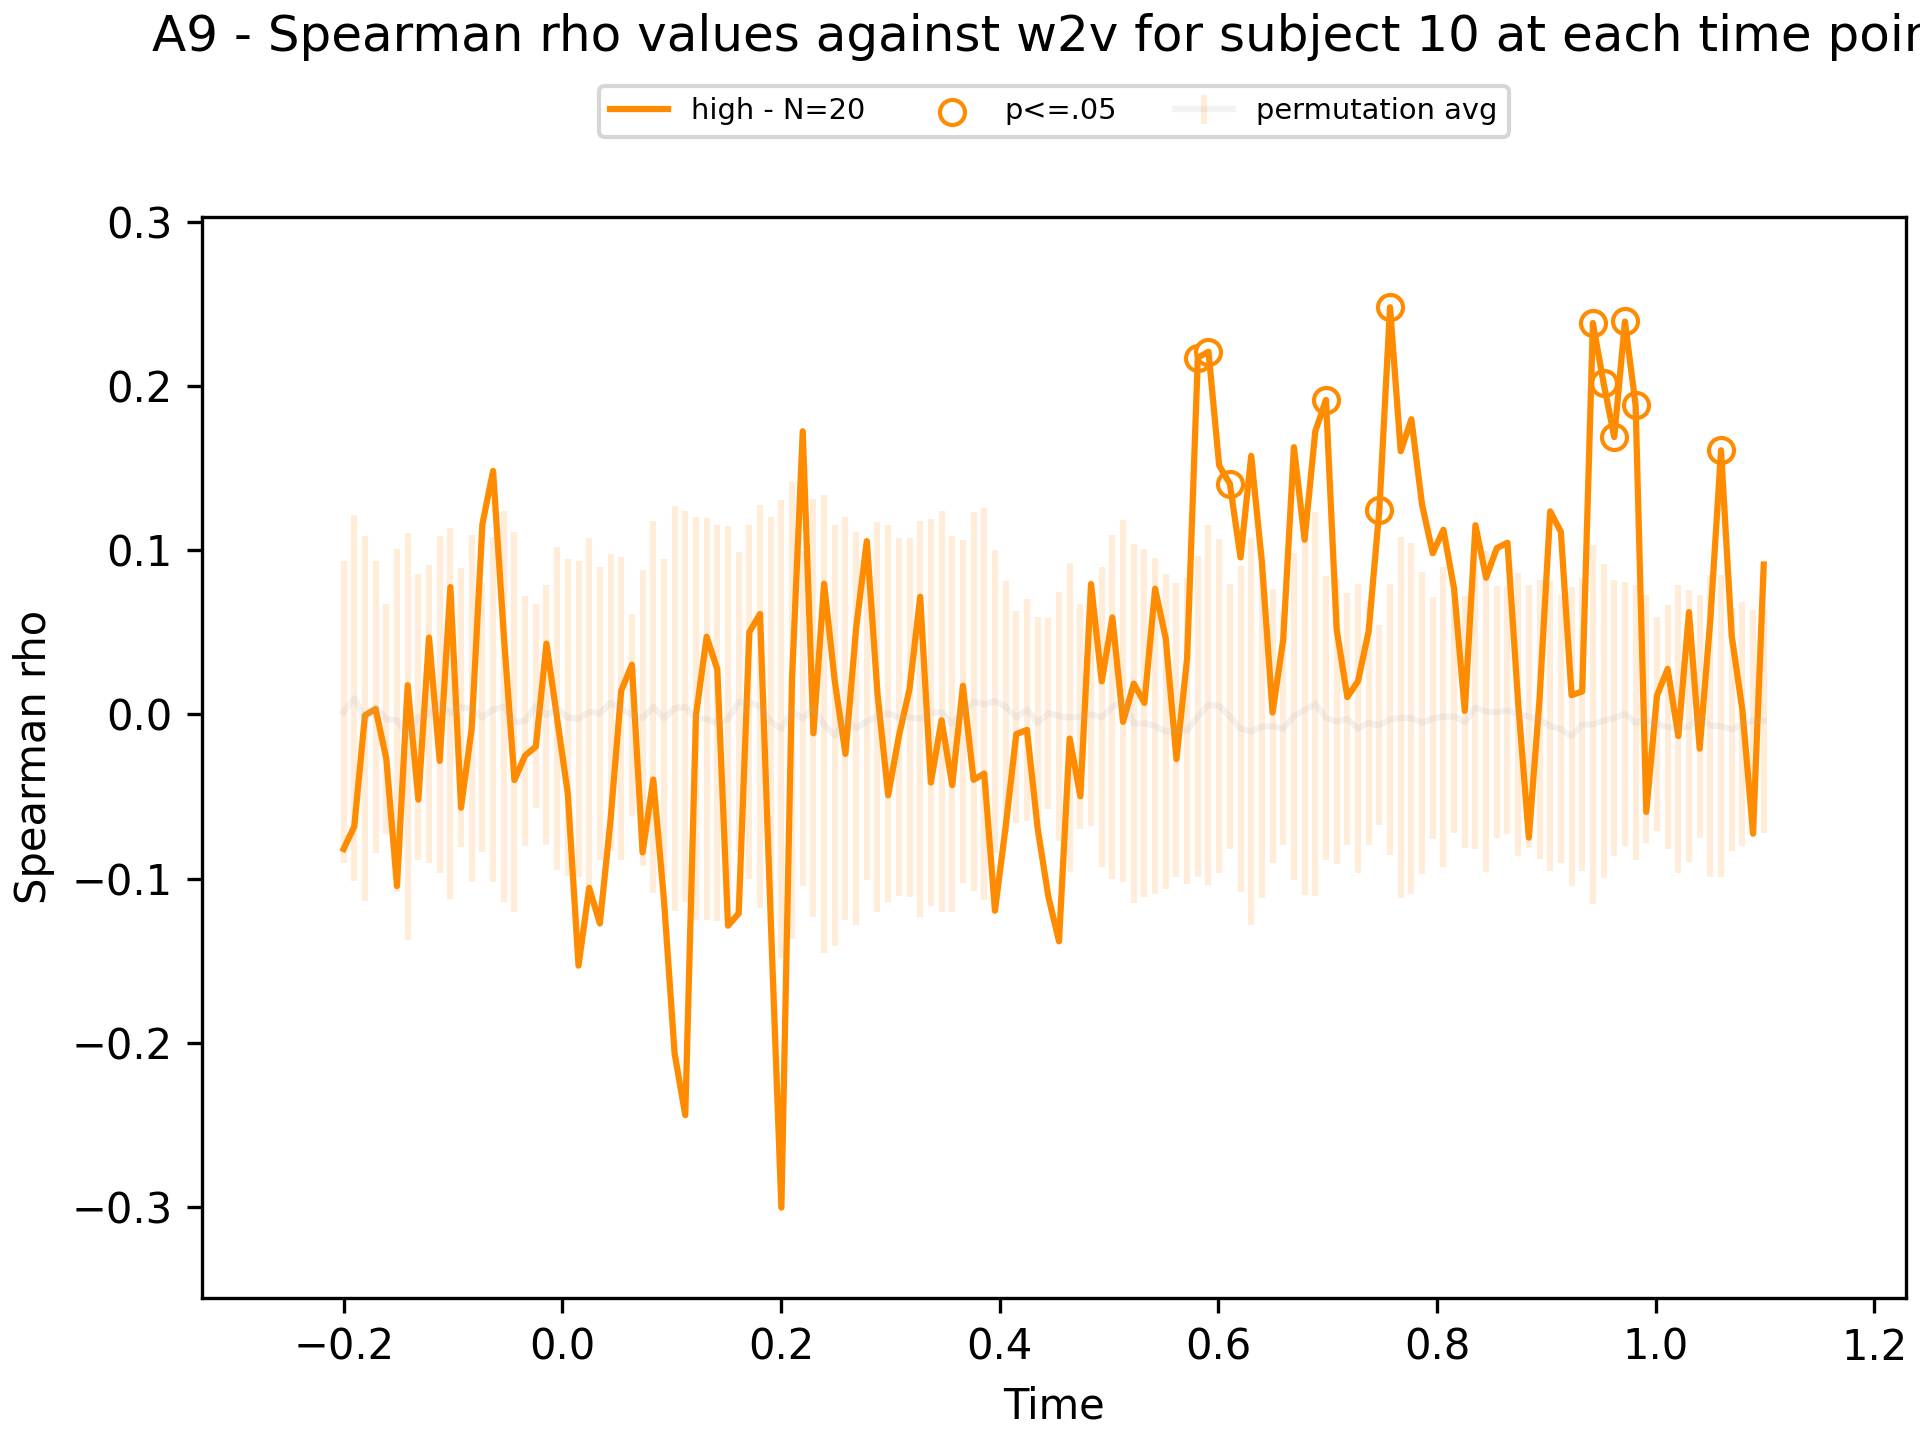 A9 - Spearman rho values against w2v for subject 10 at each time poin
high - N=20 p<=.05 permutation avg
0.3
0.2
0.1
0.0
−0.1
−0.2
−0.3
Spearman rho
−0.2 0.0 0.2 0.4 0.6 0.8 1.0 1.2
Time